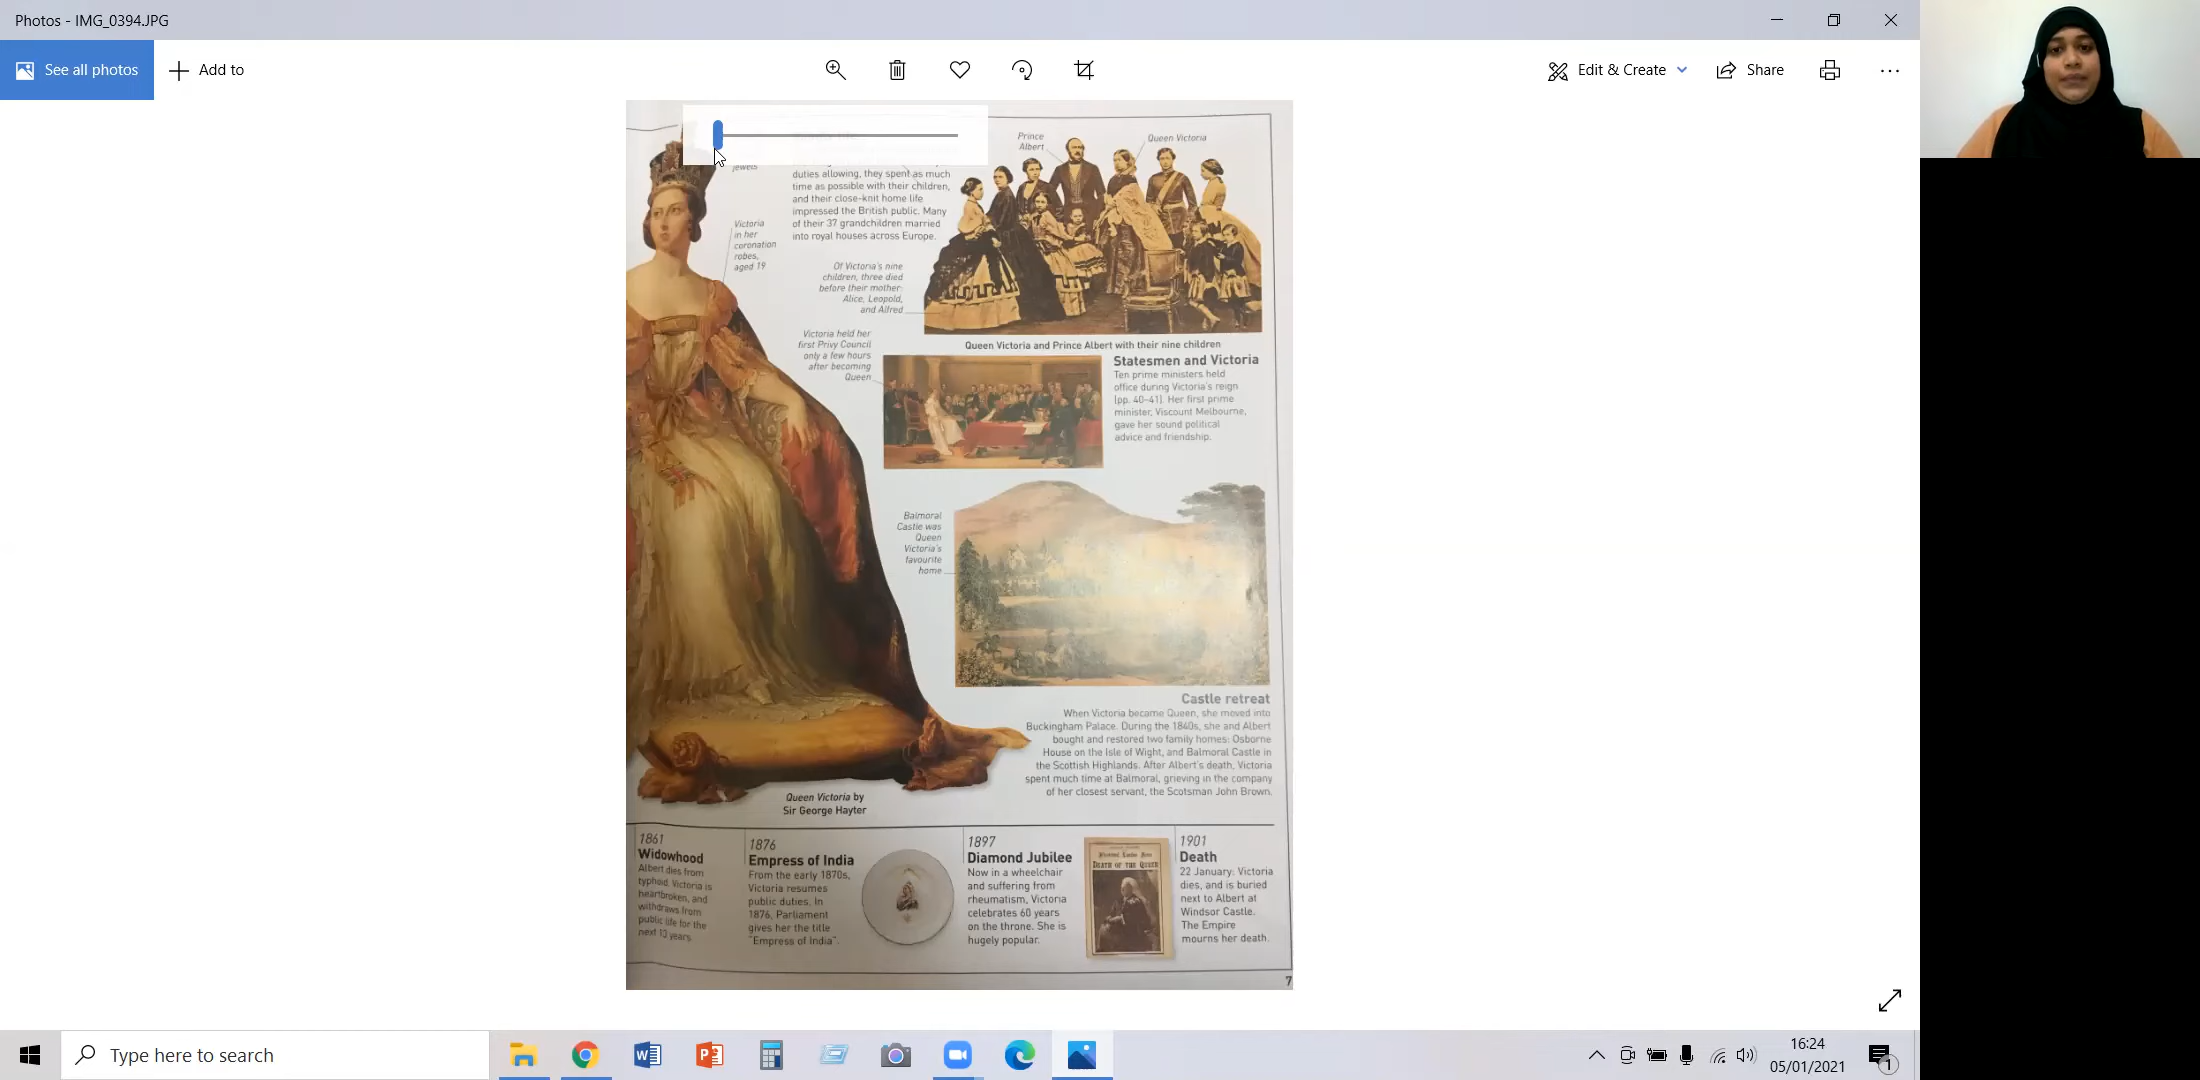 Photos - IMG_0394.JPG
See all photos
Add to
Edit & Create
Share
jewels
duties allowing, they spent as much
time as possible with their children,
and their close-knit home life
impressed the British public. Many
of their 37 grandchildren married
into royal houses across Europe.
Victoria
in her
coronation
robes,
aged 19
Prince
Albert
Queen Victoria
Of Victoria's nine
children, three died
before their mother:
Alice, Leopold,
and Alfred
Queen Victoria and Prince Albert with their nine children
Victoria held her
first Privy Council
only a few hours
after becoming
Queen
Statesmen and Victoria
Ten prime ministers held
office during Victoria's reign
(pp. 40–41). Her first prime
minister, Viscount Melbourne,
gave her sound political
advice and friendship.
Balmoral
Castle was
Queen
Victoria's
favourite
home
Castle retreat
When Victoria became Queen, she moved into
Buckingham Palace. During the 1840s, she and Albert
bought and restored two family homes: Osborne
House on the Isle of Wight, and Balmoral Castle in
the Scottish Highlands. After Albert's death, Victoria
spent much time at Balmoral, grieving in the company
of her closest servant, the Scotsman John Brown.
Queen Victoria by
Sir George Hayter
1861
Widowhood
Albert dies from
typhoid. Victoria is
heartbroken, and
withdraws from
public life for the
next 13 years.
1876
Empress of India
From the early 1870s,
Victoria resumes
public duties. In
1876, Parliament
gives her the title
"Empress of India".
1897
Diamond Jubilee
Now in a wheelchair
and suffering from
rheumatism, Victoria
celebrates 60 years
on the throne. She is
hugely popular.
DEATH OF THE QUEEN
1901
Death
22 January: Victoria
dies, and is buried
next to Albert at
Windsor Castle.
The Empire
mourns her death.
7
Type here to search
16:24
05/01/2021
1